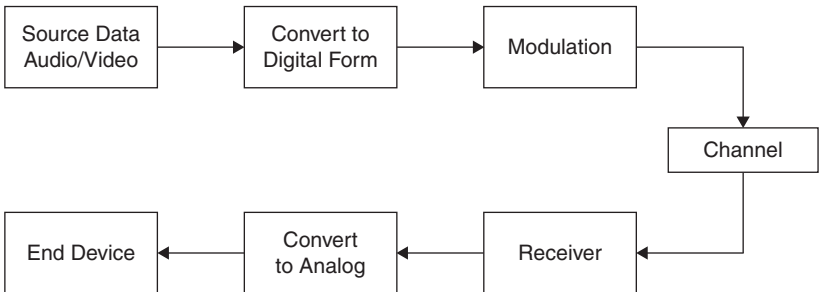 Source Data
Audio/Video
Convert to
Digital Form
Modulation
Channel
Receiver
Convert
to Analog
End Device